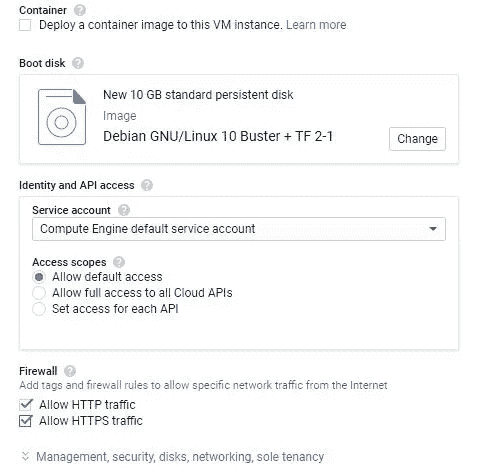 Container ?
Deploy a container image to this VM instance. Learn more
Boot disk ?
New 10 GB standard persistent disk
Image
Debian GNU/Linux 10 Buster + TF 2-1
Change
Identity and API access ?
Service account ?
Compute Engine default service account
Access scopes ?
Allow default access
Allow full access to all Cloud APIs
Set access for each API
Firewall ?
Add tags and firewall rules to allow specific network traffic from the Internet
Allow HTTP traffic
Allow HTTPS traffic
Management, security, disks, networking, sole tenancy